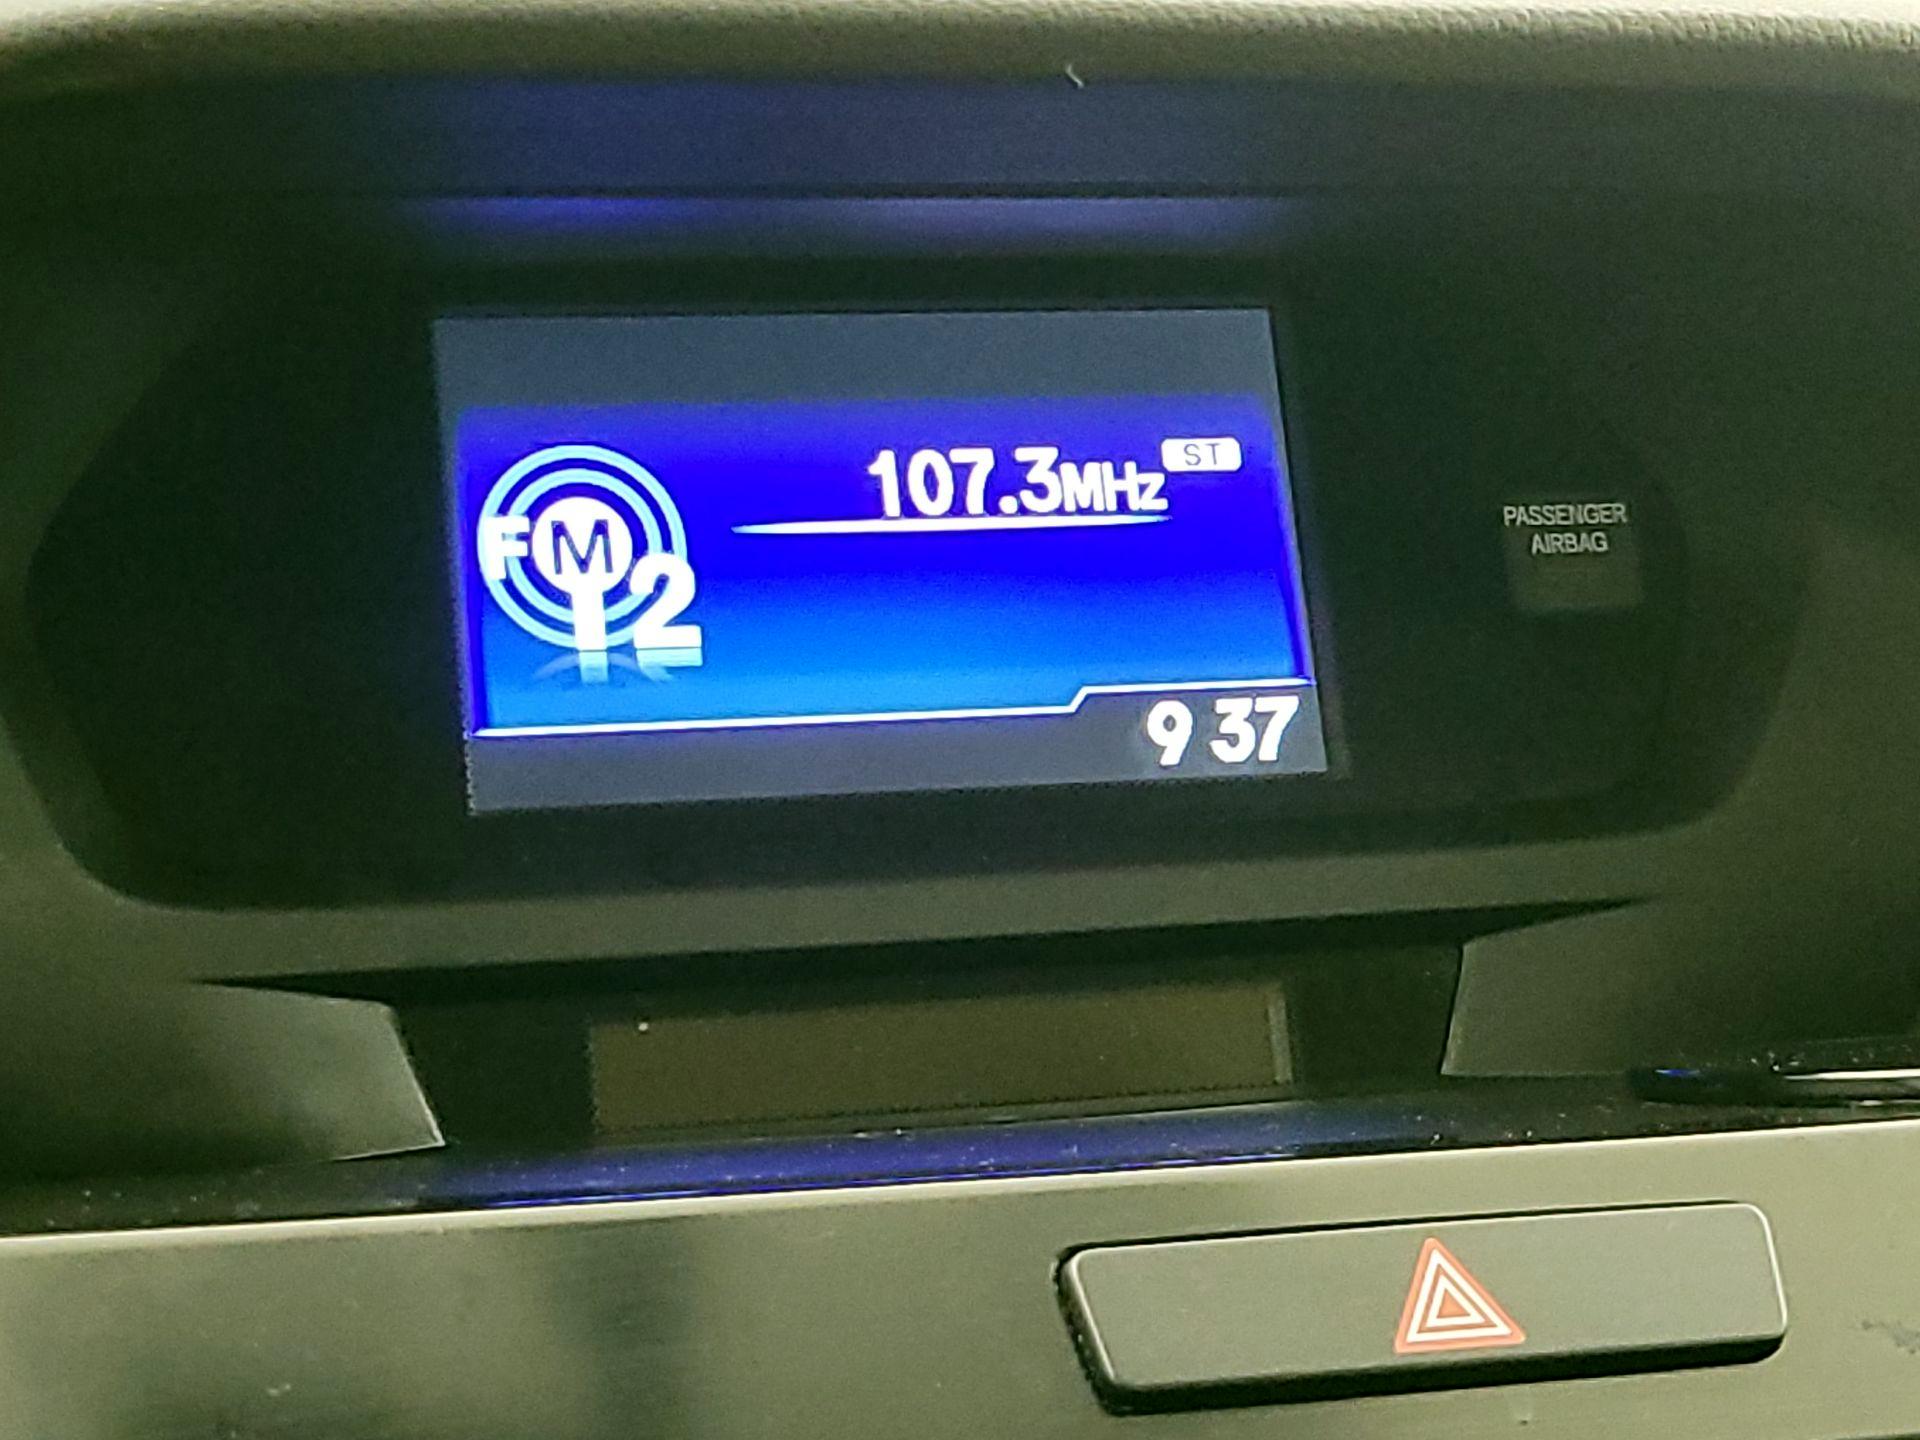 107.3MHz ST
FM
2
9 37
PASSENGER
AIRBAG